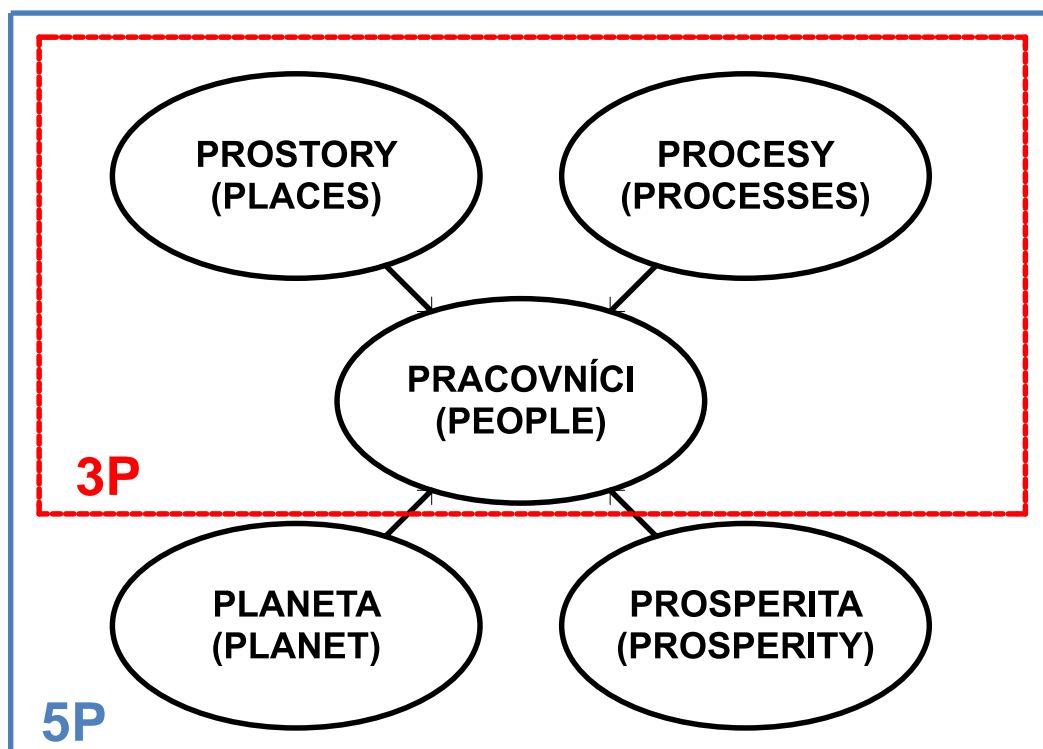 PROSTORY
(PLACES)
PROCESY
(PROCESSES)
PRACOVNÍCI
(PEOPLE)
3P
PLANETA
(PLANET)
PROSPERITA
(PROSPERITY)
5P